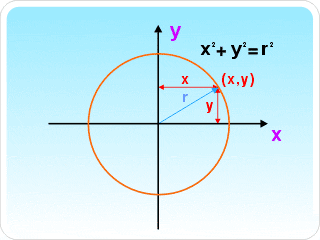 y
x² + y² = r²
x
(x,y)
r
y
x